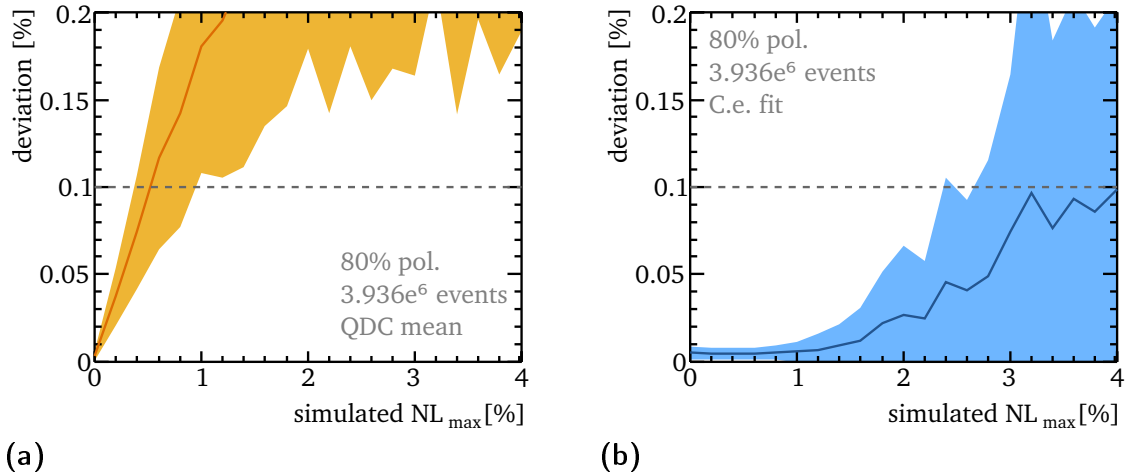 0.2
0.15
0.1
0.05
0
deviation [%]
80% pol.
3.936e⁶ events
QDC mean
0 1 2 3 4
simulated NL max[%]
(a)
0.2
0.15
0.1
0.05
0
deviation [%]
80% pol.
3.936e⁶ events
C.e. fit
0 1 2 3 4
simulated NL max[%]
(b)